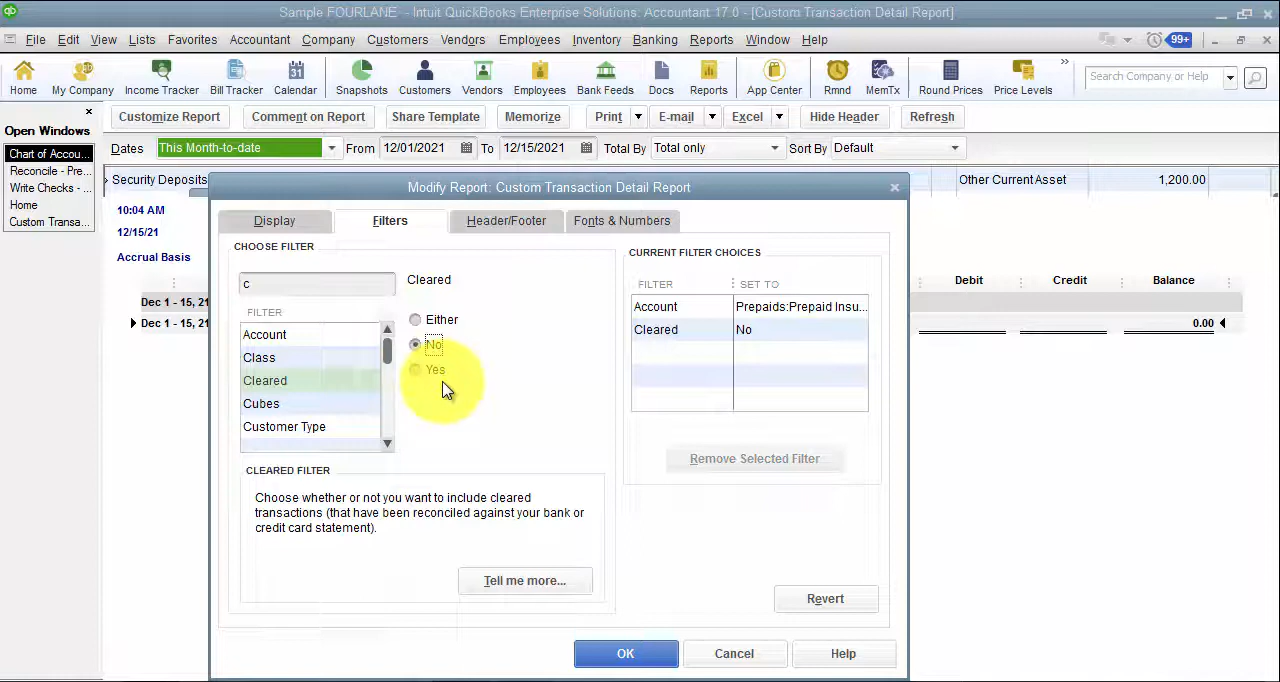 Sample FOURLANE - Intuit QuickBooks Enterprise Solutions: Accountant 17.0 - [Custom Transaction Detail Report]
File Edit View Lists Favorites Accountant Company Customers Vendors Employees Inventory Banking Reports Window Help 99+
Home My Company Income Tracker Bill Tracker Calendar Snapshots Customers Vendors Employees Bank Feeds Docs Reports App Center Rmnd MemTx Round Prices Price Levels Search Company or Help
Open Windows
Chart of Accou...
Reconcile - Pre...
Write Checks - ...
Home
Custom Transa...
Customize Report Comment on Report Share Template Memorize Print E-mail Excel Hide Header Refresh
Dates This Month-to-date From 12/01/2021 To 12/15/2021 Total By Total only Sort By Default
Security Deposits Other Current Asset 1,200.00
10:04 AM
12/15/21
Accrual Basis
Debit Credit Balance
Dec 1 - 15, 21
Dec 1 - 15, 21 0.00
Modify Report: Custom Transaction Detail Report
Display Filters Header/Footer Fonts & Numbers
CHOOSE FILTER
c
FILTER
Account
Class
Cleared
Cubes
Customer Type
Cleared
Either
No
Yes
CLEARED FILTER
Choose whether or not you want to include cleared
transactions (that have been reconciled against your bank or
credit card statement).
Tell me more...
CURRENT FILTER CHOICES
FILTER SET TO
Account Prepaids:Prepaid Insu...
Cleared No
Remove Selected Filter
Revert
OK Cancel Help